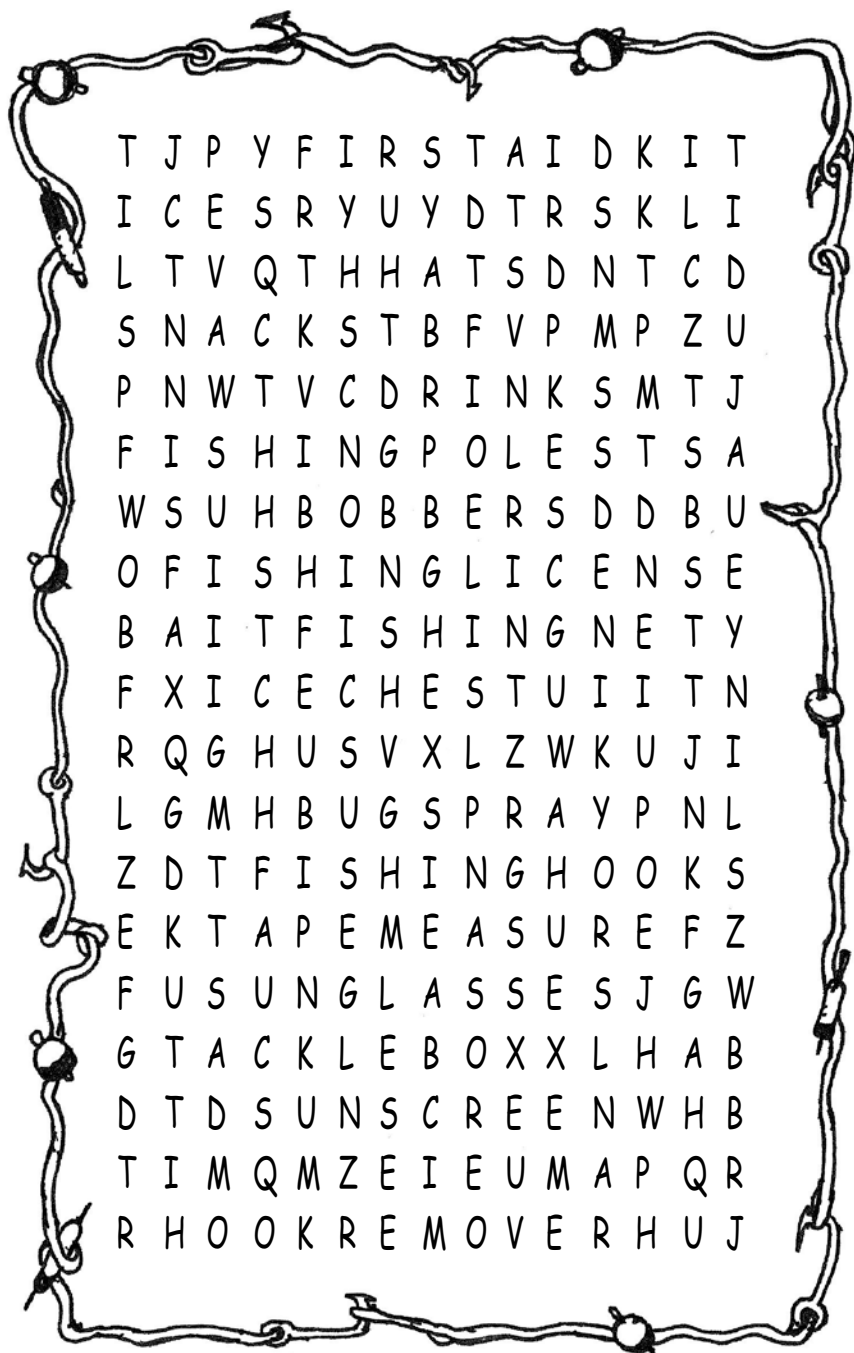 T J P Y F I R S T A I D K I T
I C E S R Y U Y D T R S K L I
L T V Q T H H A T S D N T C D
S N A C K S T B F V P M P Z U
P N W T V C D R I N K S M T J
F I S H I N G P O L E S T S A
W S U H B O B B E R S D D B U
O F I S H I N G L I C E N S E
B A I T F I S H I N G N E T Y
F X I C E C H E S T U I I T N
R Q G H U S V X L Z W K U J I
L G M H B U G S P R A Y P N L
Z D T F I S H I N G H O O K S
E K T A P E M E A S U R E F Z
F U S U N G L A S S E S J G W
G T A C K L E B O X X L H A B
D T D S U N S C R E E N W H B
T I M Q M Z E I E U M A P Q R
R H O O K R E M O V E R H U J